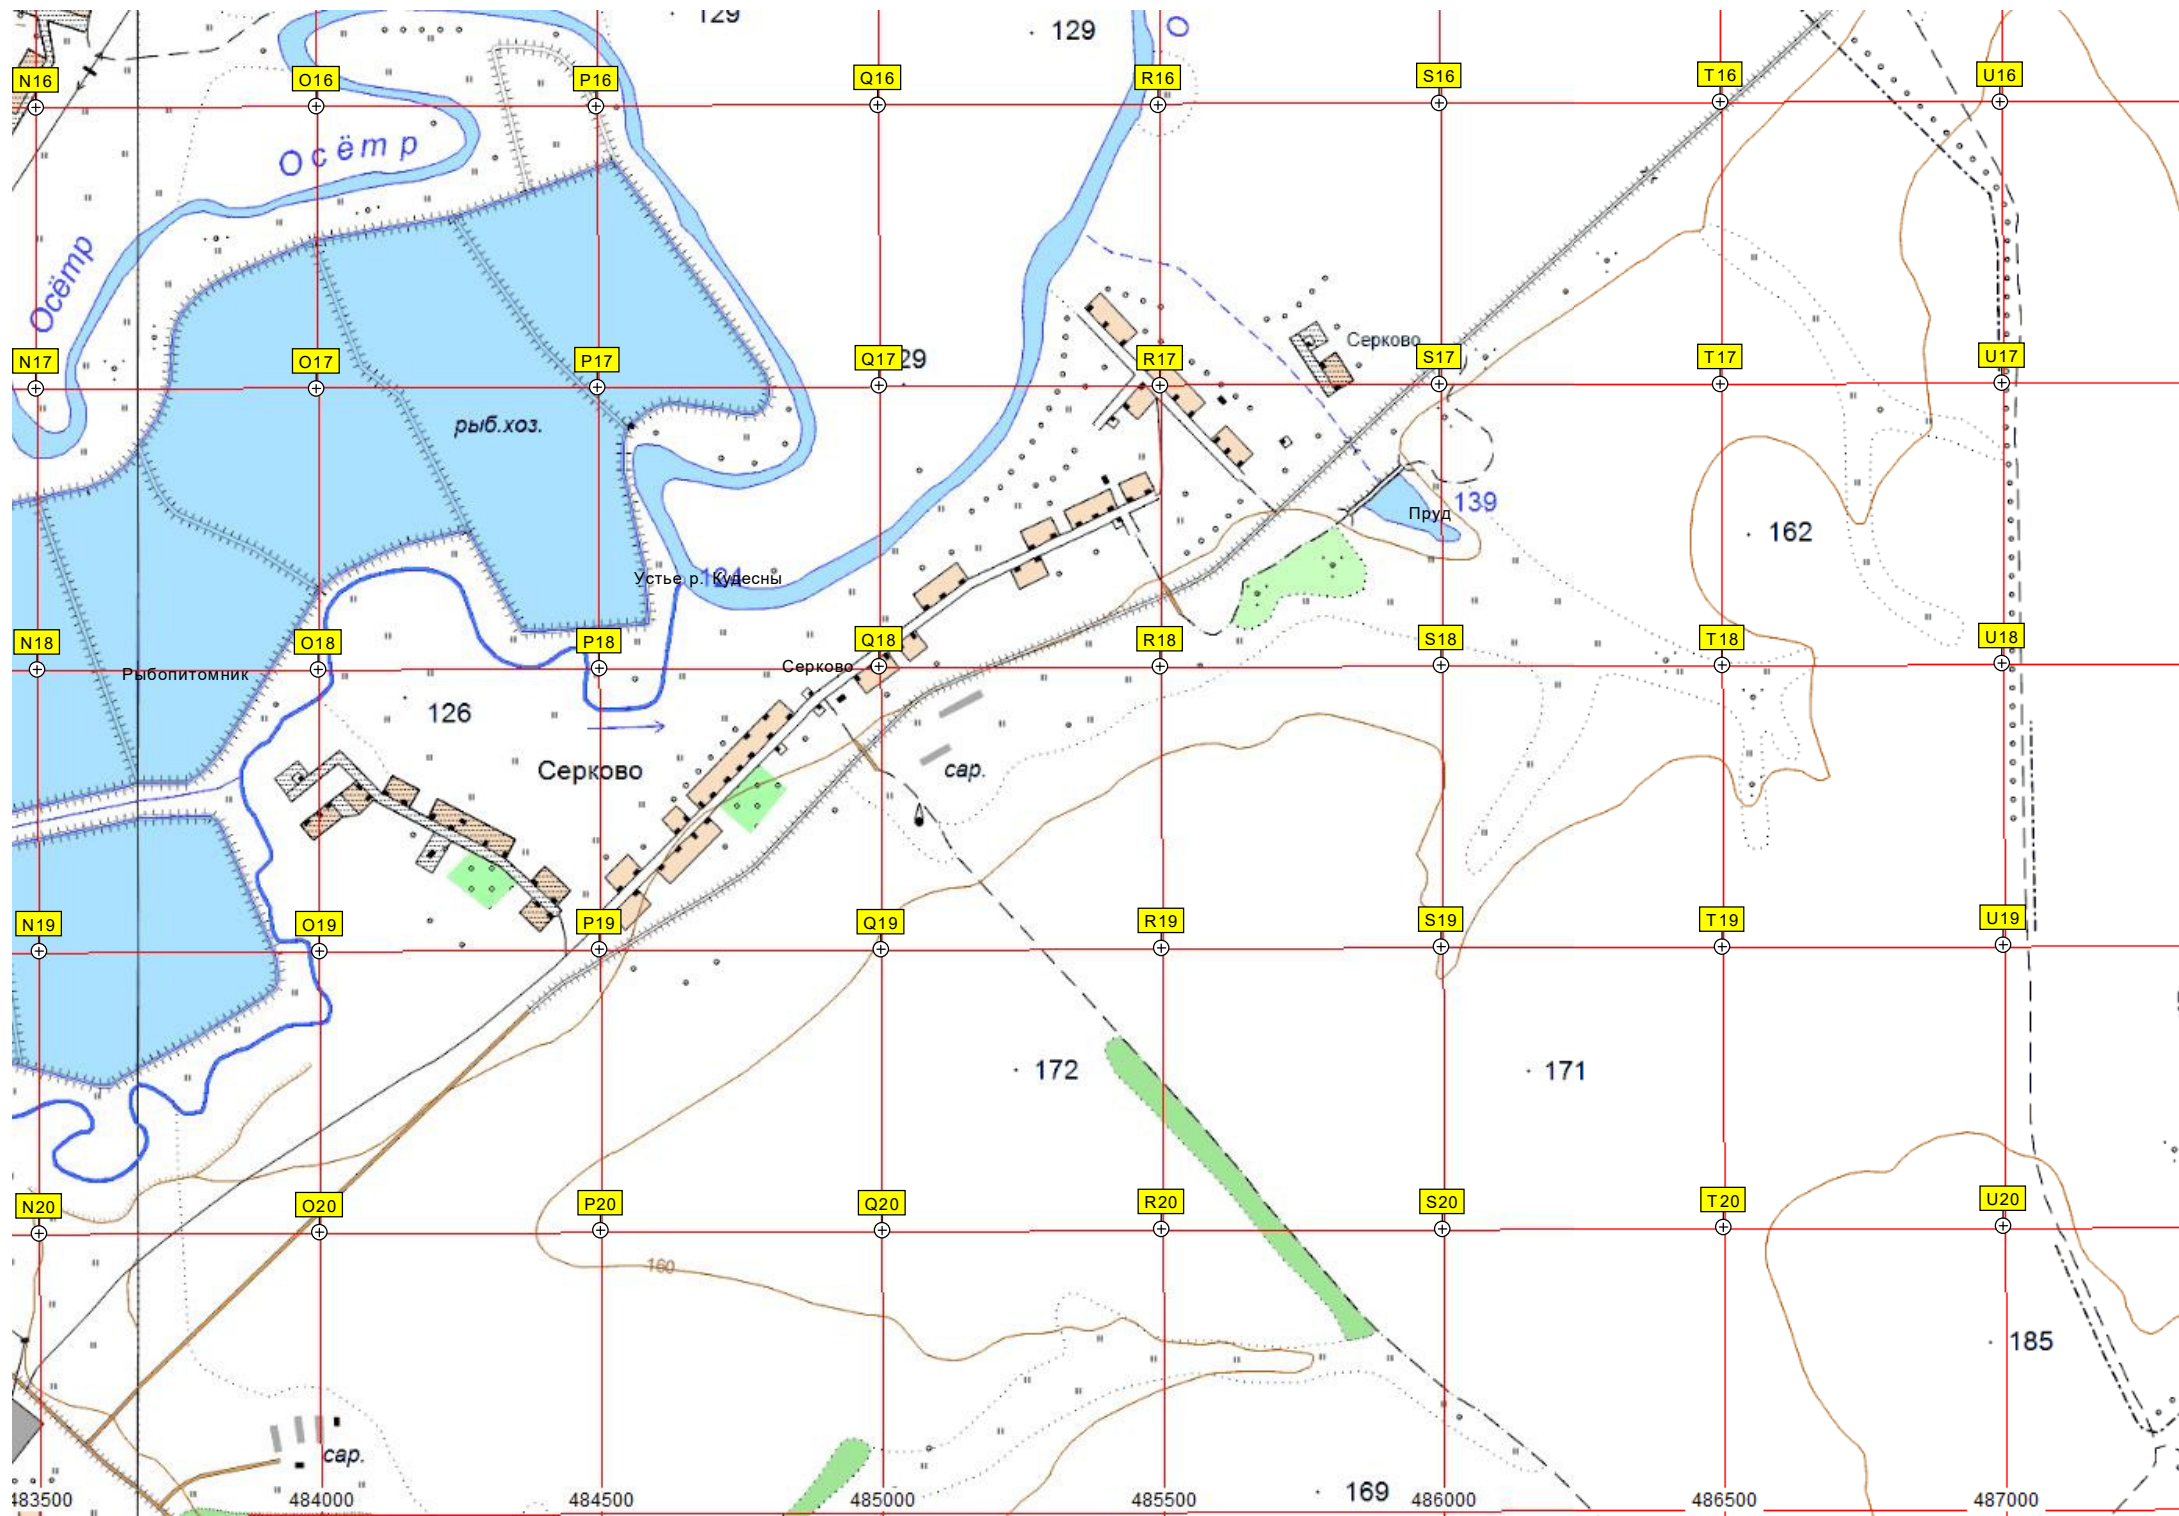 129
129
О
N16
O16
P16
Q16
R16
S16
T16
U16
Осётр
Осётр
Серково
N17
O17
P17
Q17
29
R17
S17
T17
U17
рыб.хоз.
139
Пруд
162
Устье р. Кудесны
N18
O18
P18
Q18
R18
S18
T18
U18
Рыбопитомник
Серково
126
Серково
сар.
N19
O19
P19
Q19
R19
S19
T19
U19
172
171
N20
O20
P20
Q20
R20
S20
T20
U20
160
185
сар.
169
483500
484000
484500
485000
485500
486000
486500
487000